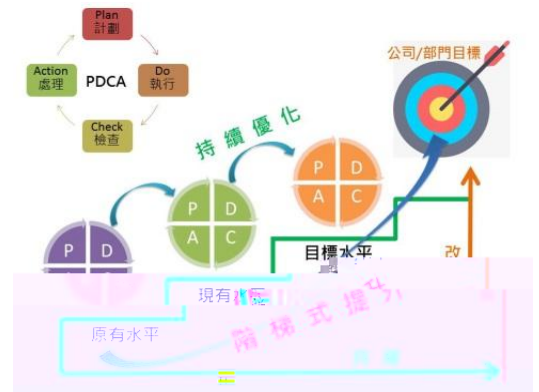 Plan
計劃
Action
處理
PDCA
Do
執行
Check
檢查
公司/部門目標
持續優化
P D
A C
P D
A C
P D
目標水平
改
現有水
原有水平
階梯式提升